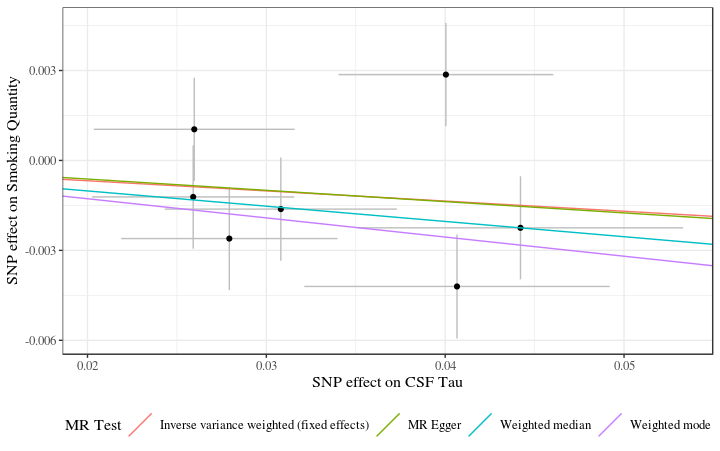 0.003
0.000
-0.003
-0.006
SNP effect on Smoking Quantity
0.02
0.03
0.04
0.05
SNP effect on CSF Tau
MR Test
Inverse variance weighted (fixed effects)
MR Egger
Weighted median
Weighted mode